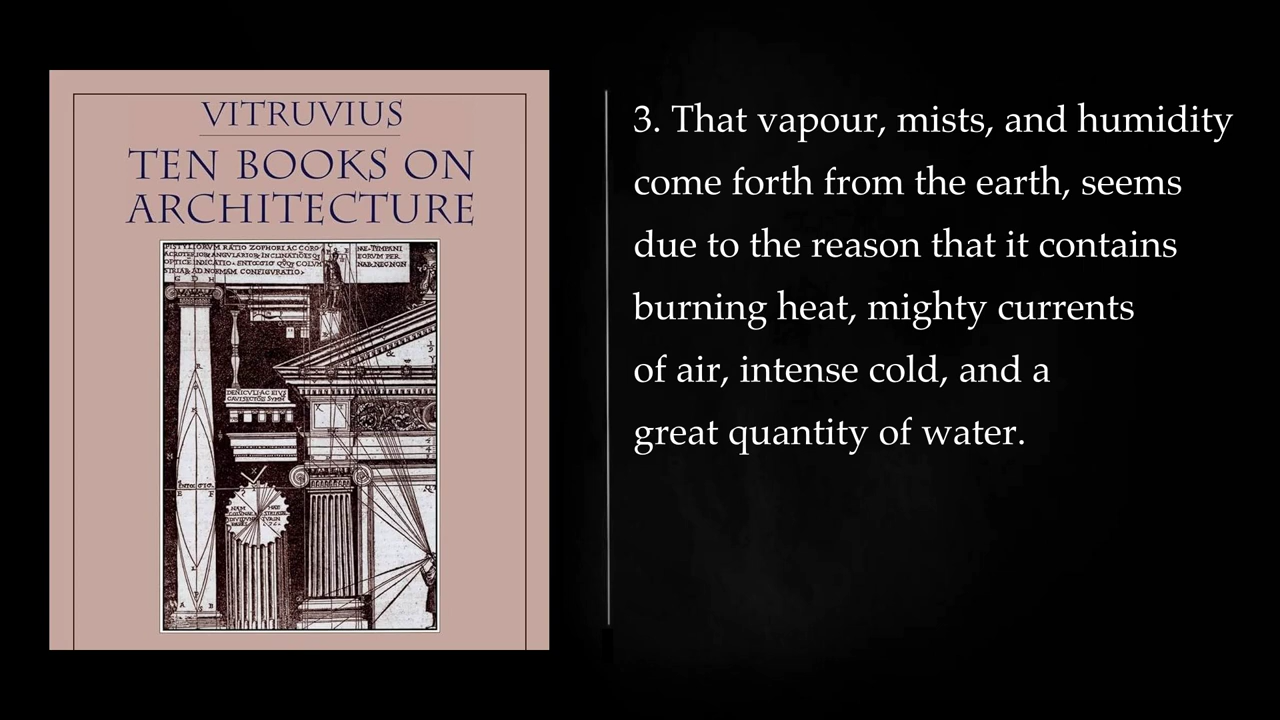 VITRUVIUS
TEN BOOKS ON
ARCHITECTURE
3. That vapour, mists, and humidity
come forth from the earth, seems
due to the reason that it contains
burning heat, mighty currents
of air, intense cold, and a
great quantity of water.